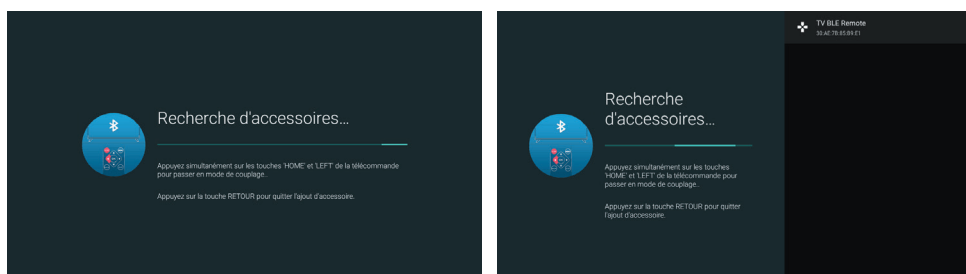 Recherche d'accessoires...
Appuyez simultanément sur les touches 'HOME' et 'LEFT' de la télécommande
pour passer en mode de couplage..
Appuyez sur la touche RETOUR pour quitter l'ajout d'accessoire.
Recherche
d'accessoires...
Appuyez simultanément sur les touches
'HOME' et 'LEFT' de la télécommande pour
passer en mode de couplage..
Appuyez sur la touche RETOUR pour quitter
l'ajout d'accessoire.
TV BLE Remote